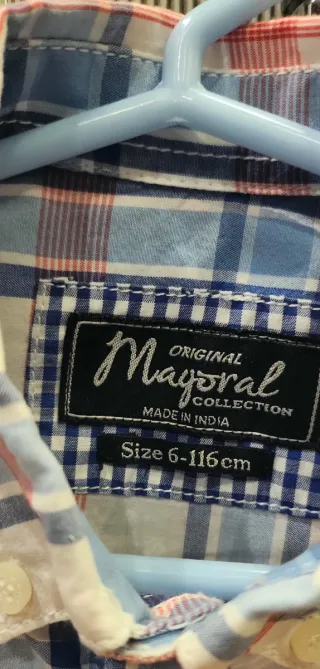 ORIGINAL
Mayoral
COLLECTION
MADE IN INDIA
Size 6-116cm